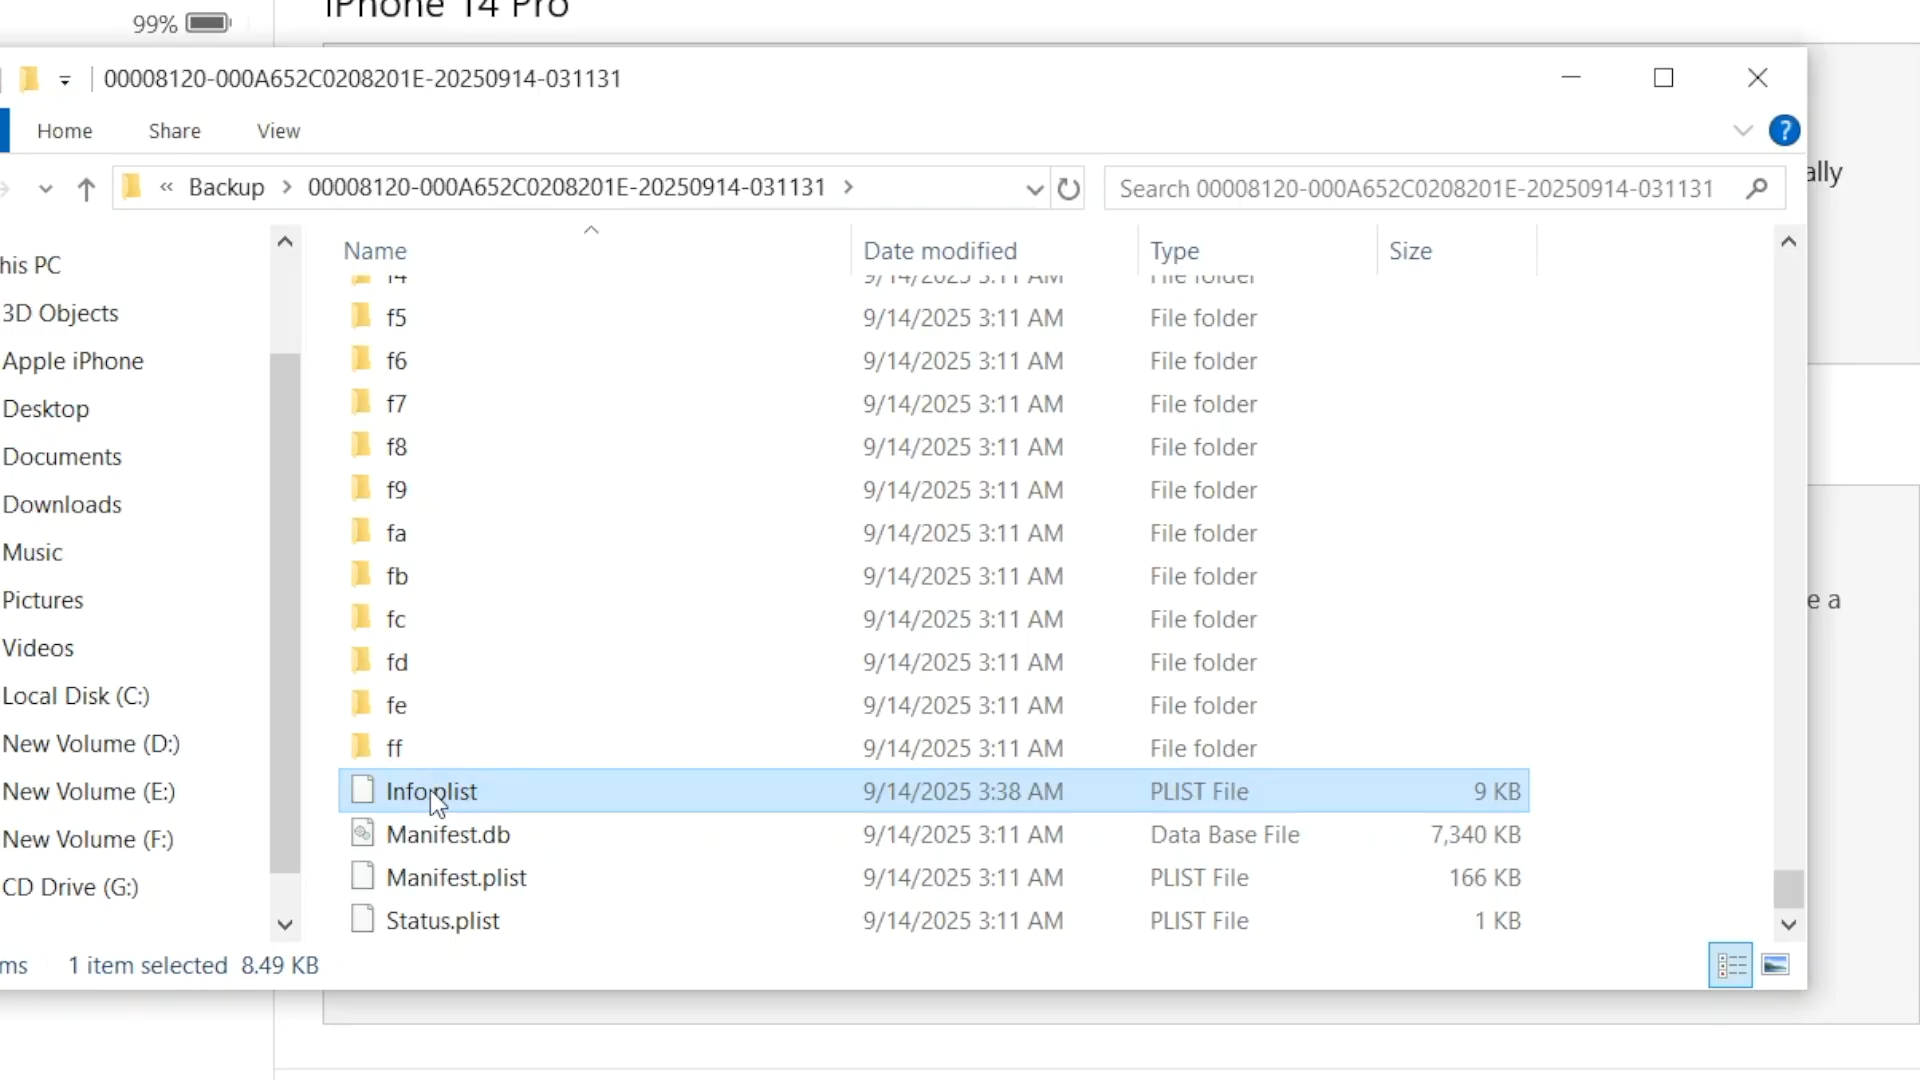 iPhone 14 Pro
99%
00008120-000A652C0208201E-20250914-031131
Home Share View
ally
« Backup > 00008120-000A652C0208201E-20250914-031131 >
Search 00008120-000A652C0208201E-20250914-031131
Name Date modified Type Size
f4 9/14/2025 3:11 AM File folder
f5 9/14/2025 3:11 AM File folder
f6 9/14/2025 3:11 AM File folder
f7 9/14/2025 3:11 AM File folder
f8 9/14/2025 3:11 AM File folder
f9 9/14/2025 3:11 AM File folder
fa 9/14/2025 3:11 AM File folder
fb 9/14/2025 3:11 AM File folder
fc 9/14/2025 3:11 AM File folder
fd 9/14/2025 3:11 AM File folder
fe 9/14/2025 3:11 AM File folder
ff 9/14/2025 3:11 AM File folder
Info.plist 9/14/2025 3:38 AM PLIST File 9 KB
Manifest.db 9/14/2025 3:11 AM Data Base File 7,340 KB
Manifest.plist 9/14/2025 3:11 AM PLIST File 166 KB
Status.plist 9/14/2025 3:11 AM PLIST File 1 KB
his PC
3D Objects
Apple iPhone
Desktop
Documents
Downloads
Music
Pictures
Videos
Local Disk (C:)
New Volume (D:)
New Volume (E:)
New Volume (F:)
CD Drive (G:)
e a
ms 1 item selected 8.49 KB